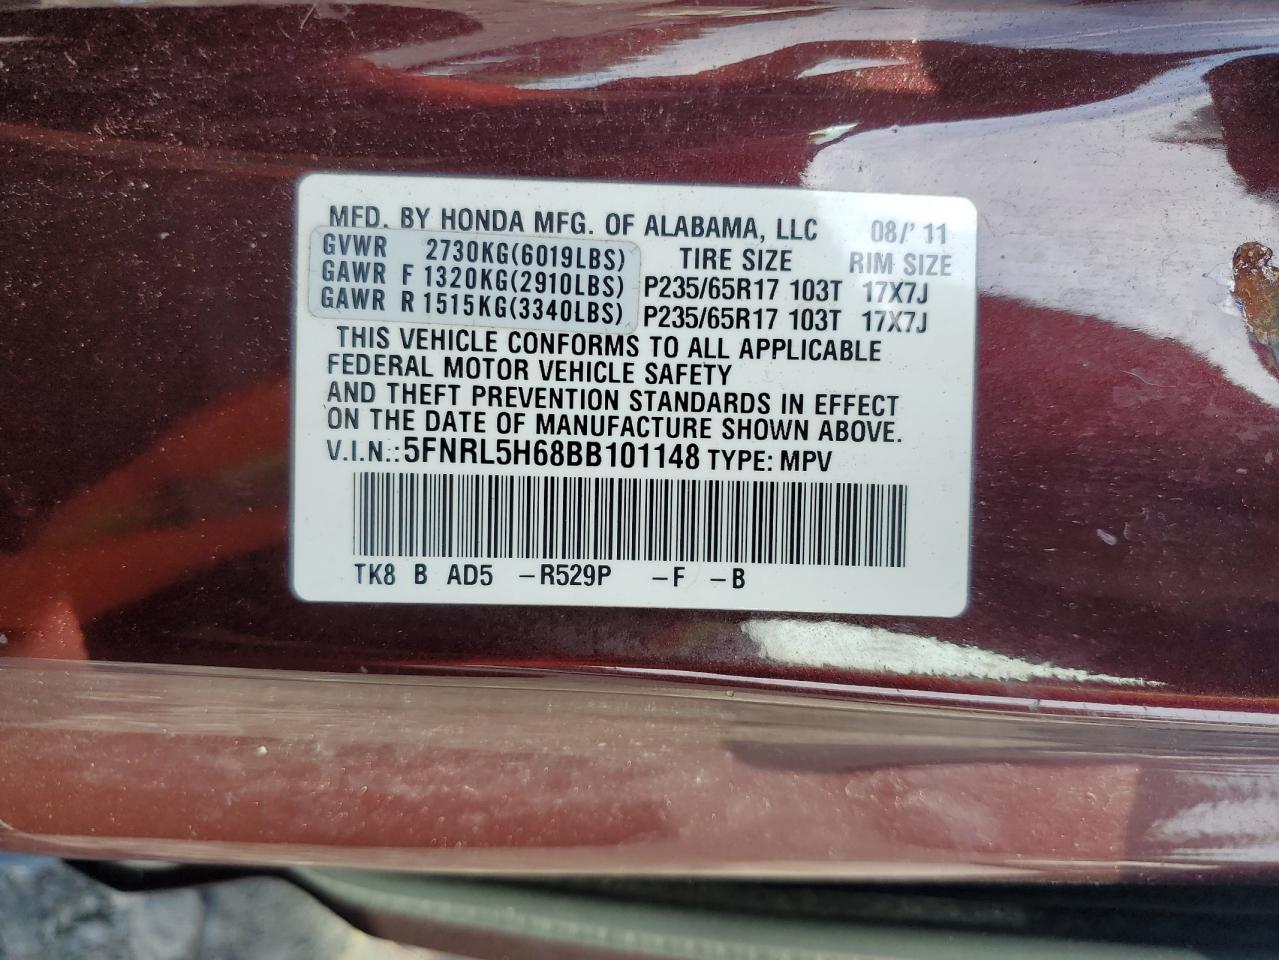 MFD. BY HONDA MFG. OF ALABAMA, LLC 08/'11
GVWR 2730KG(6019LBS) TIRE SIZE RIM SIZE
GAWR F 1320KG(2910LBS) P235/65R17 103T 17X7J
GAWR R 1515KG(3340LBS) P235/65R17 103T 17X7J
THIS VEHICLE CONFORMS TO ALL APPLICABLE
FEDERAL MOTOR VEHICLE SAFETY
AND THEFT PREVENTION STANDARDS IN EFFECT
ON THE DATE OF MANUFACTURE SHOWN ABOVE.
V.I.N.: 5FNRL5H68BB101148 TYPE: MPV
TK8 B AD5 -R529P -F -B